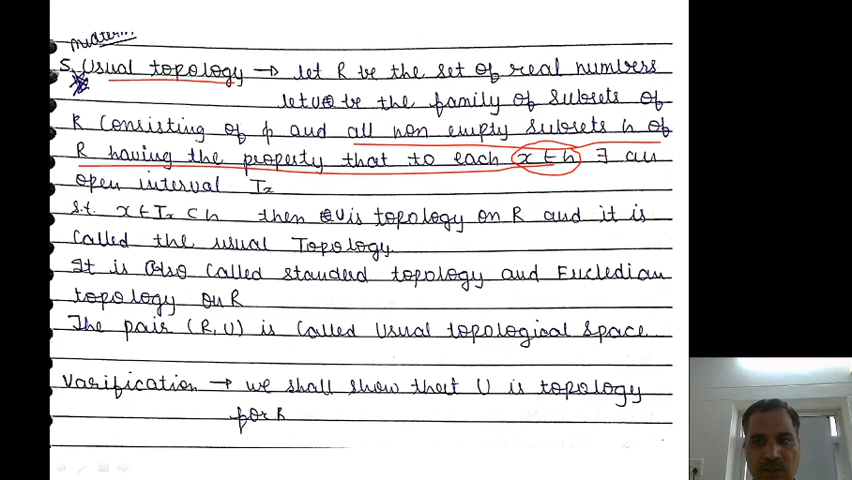 midterm
5. Usual topology → let R be the set of real numbers
let U be the family of subsets of
R consisting of ϕ and all non empty subsets h of
R having the property that to each x ∈ h ∃ an
open interval Ix
s.t. x ∈ Ix ⊂ h then U is topology on R and it is
called the usual Topology.
It is also called standerd topology and Eucledian
topology on R
The pair (R, U) is called Usual topological space
Varification → we shall show that U is topology
for R